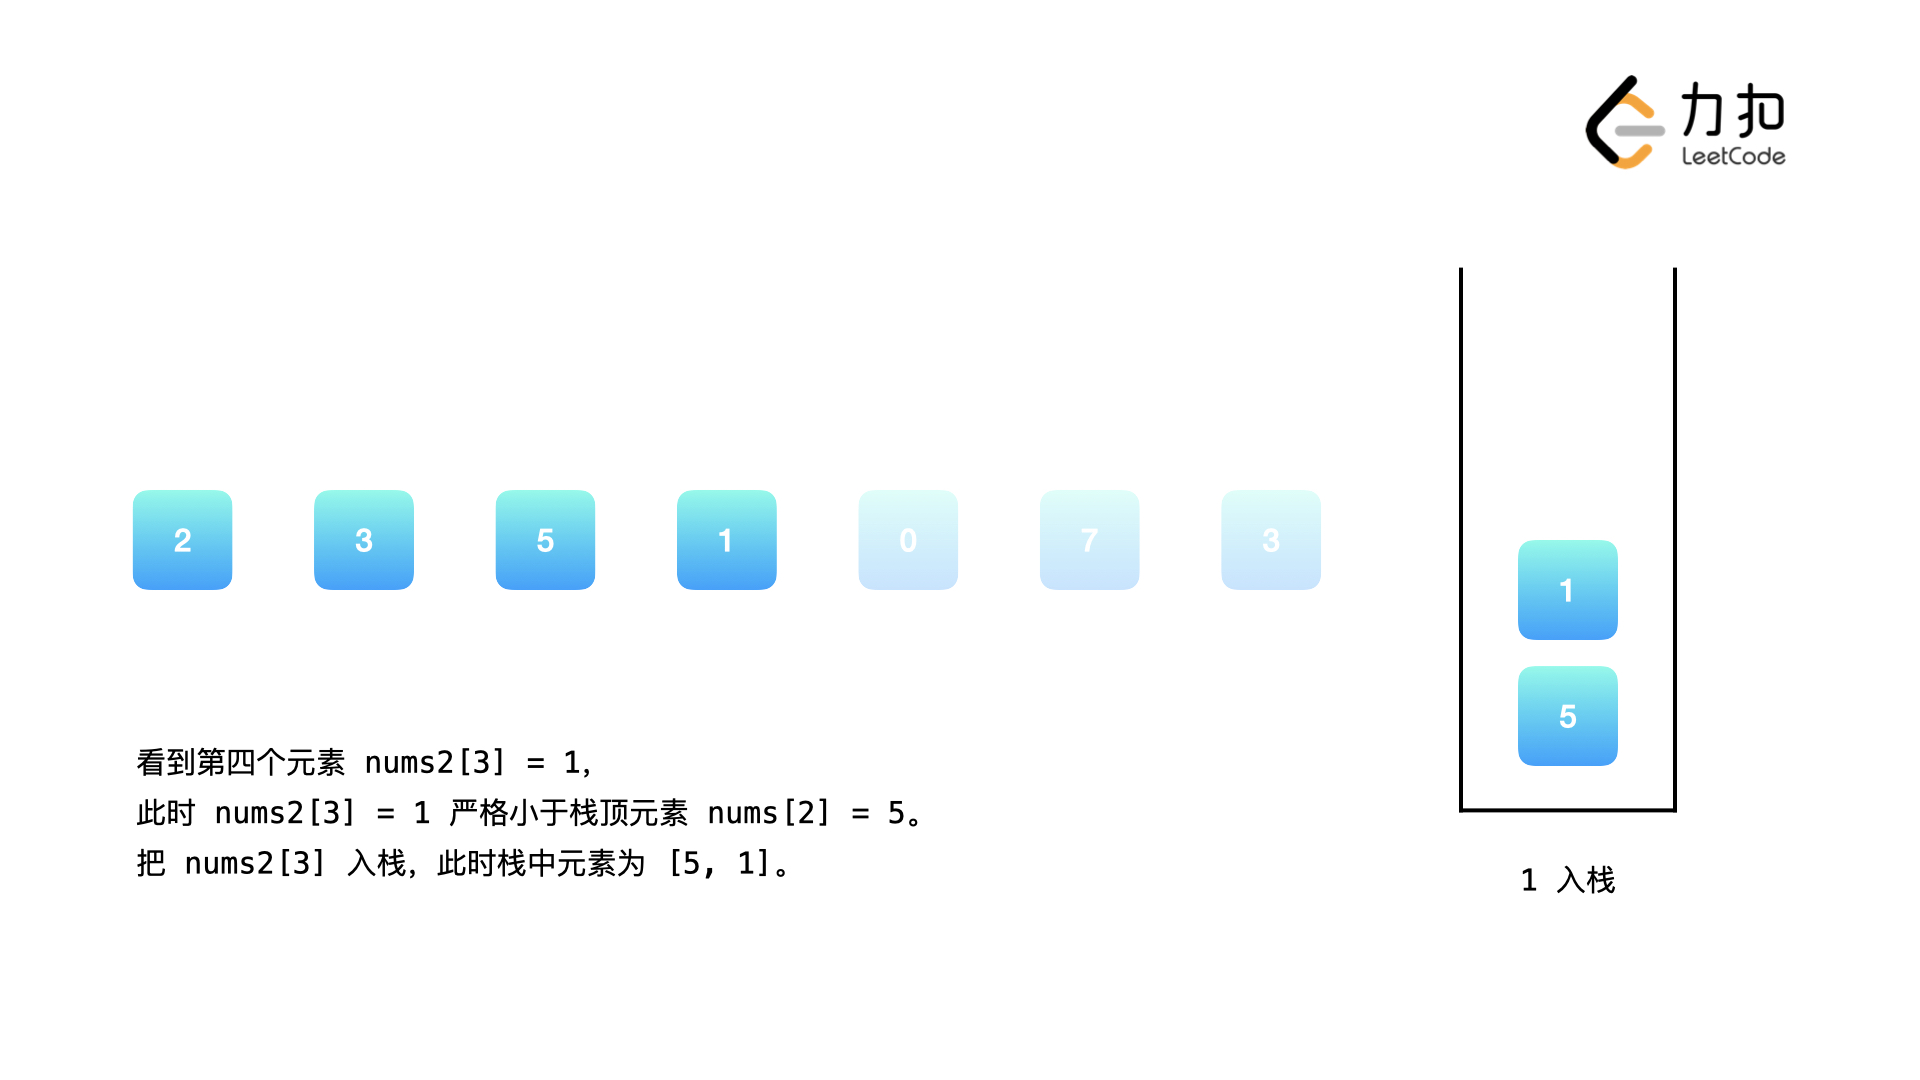 力扣
LeetCode
2 3 5 1 0 7 3
1
5
看到第四个元素 nums2[3] = 1，
此时 nums2[3] = 1 严格小于栈顶元素 nums[2] = 5。
把 nums2[3] 入栈，此时栈中元素为 [5, 1]。
1 入栈